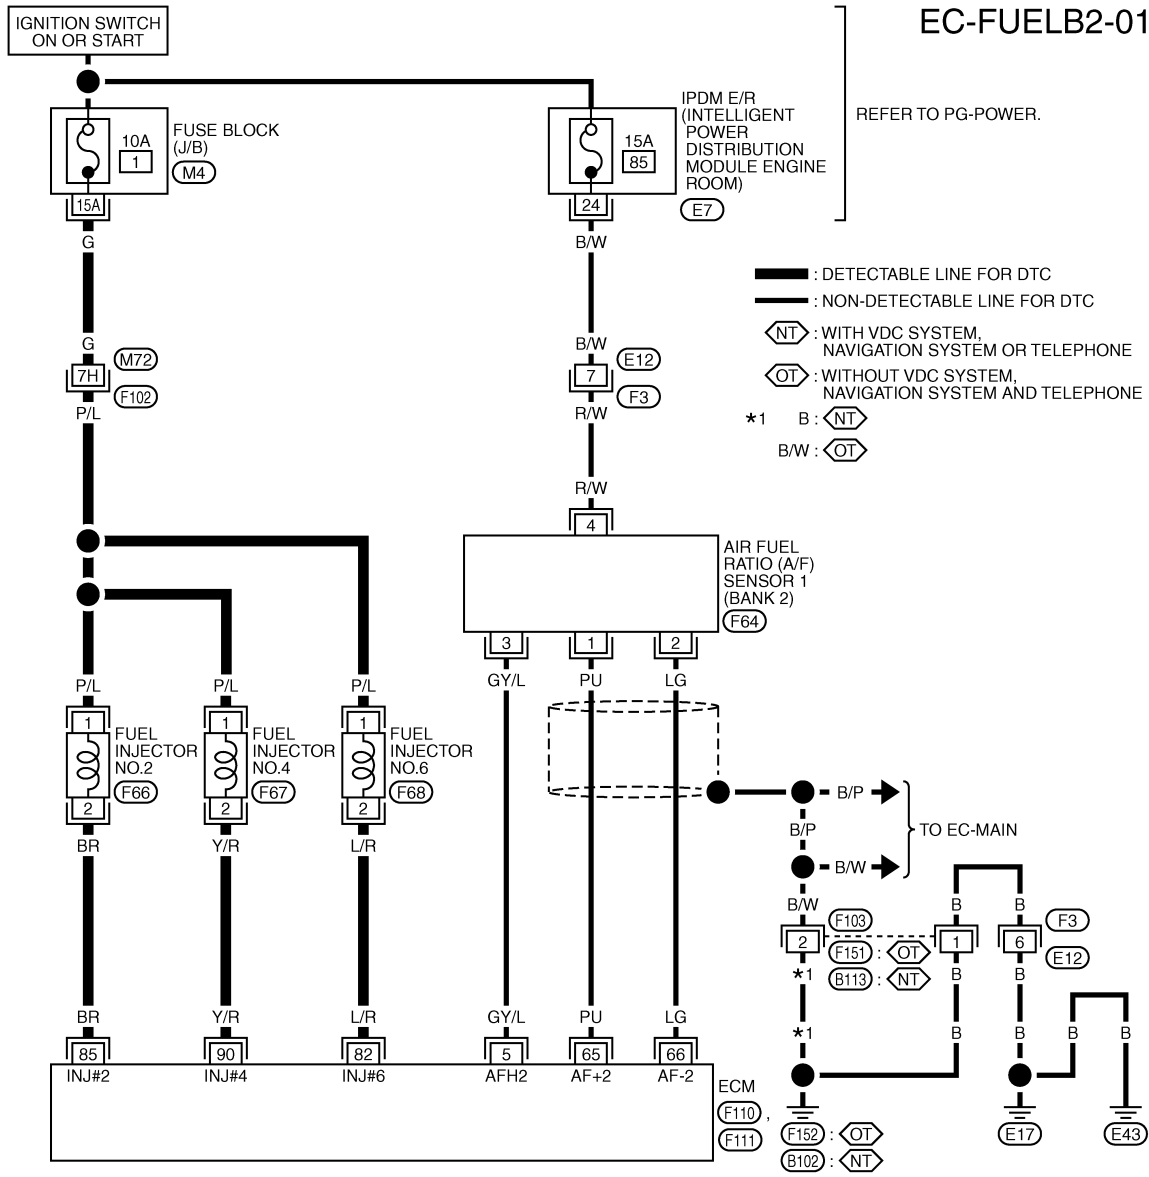 EC-FUELB2-01
IGNITION SWITCH
ON OR START
10A
1
FUSE BLOCK
(J/B)
M4
15A
85
IPDM E/R
(INTELLIGENT
POWER
DISTRIBUTION
MODULE ENGINE
ROOM)
E7
REFER TO PG-POWER.
15A
24
G
B/W
: DETECTABLE LINE FOR DTC
: NON-DETECTABLE LINE FOR DTC
NT : WITH VDC SYSTEM,
NAVIGATION SYSTEM OR TELEPHONE
OT : WITHOUT VDC SYSTEM,
NAVIGATION SYSTEM AND TELEPHONE
*1 B : NT
B/W : OT
G
B/W
7H
M72
F102
7
E12
F3
P/L
R/W
R/W
4
AIR FUEL
RATIO (A/F)
SENSOR 1
(BANK 2)
F64
3 1 2
GY/L PU LG
P/L P/L P/L
1 1 1
FUEL
INJECTOR
NO.2
F66
FUEL
INJECTOR
NO.4
F67
FUEL
INJECTOR
NO.6
F68
2 2 2
BR Y/R L/R
B/P
B/P
TO EC-MAIN
B/W
B/W
B B
2
F103
F151 : OT
B113 : NT
1
6
F3
E12
*1 B B
BR Y/R L/R GY/L PU LG
*1 B B B B
85 90 82 5 65 66
INJ#2 INJ#4 INJ#6 AFH2 AF+2 AF-2
ECM
F110 ,
F111
F152 : OT
B102 : NT
E17
E43